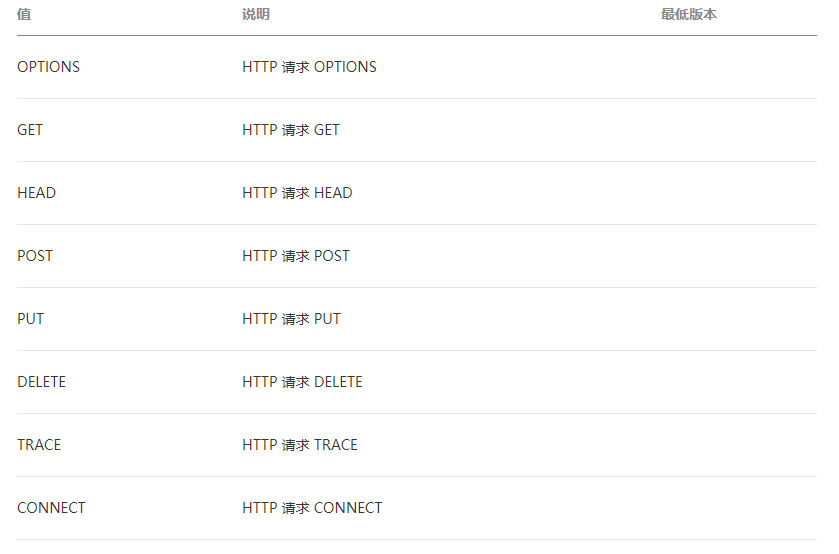 值 说明 最低版本
OPTIONS HTTP 请求 OPTIONS
GET HTTP 请求 GET
HEAD HTTP 请求 HEAD
POST HTTP 请求 POST
PUT HTTP 请求 PUT
DELETE HTTP 请求 DELETE
TRACE HTTP 请求 TRACE
CONNECT HTTP 请求 CONNECT